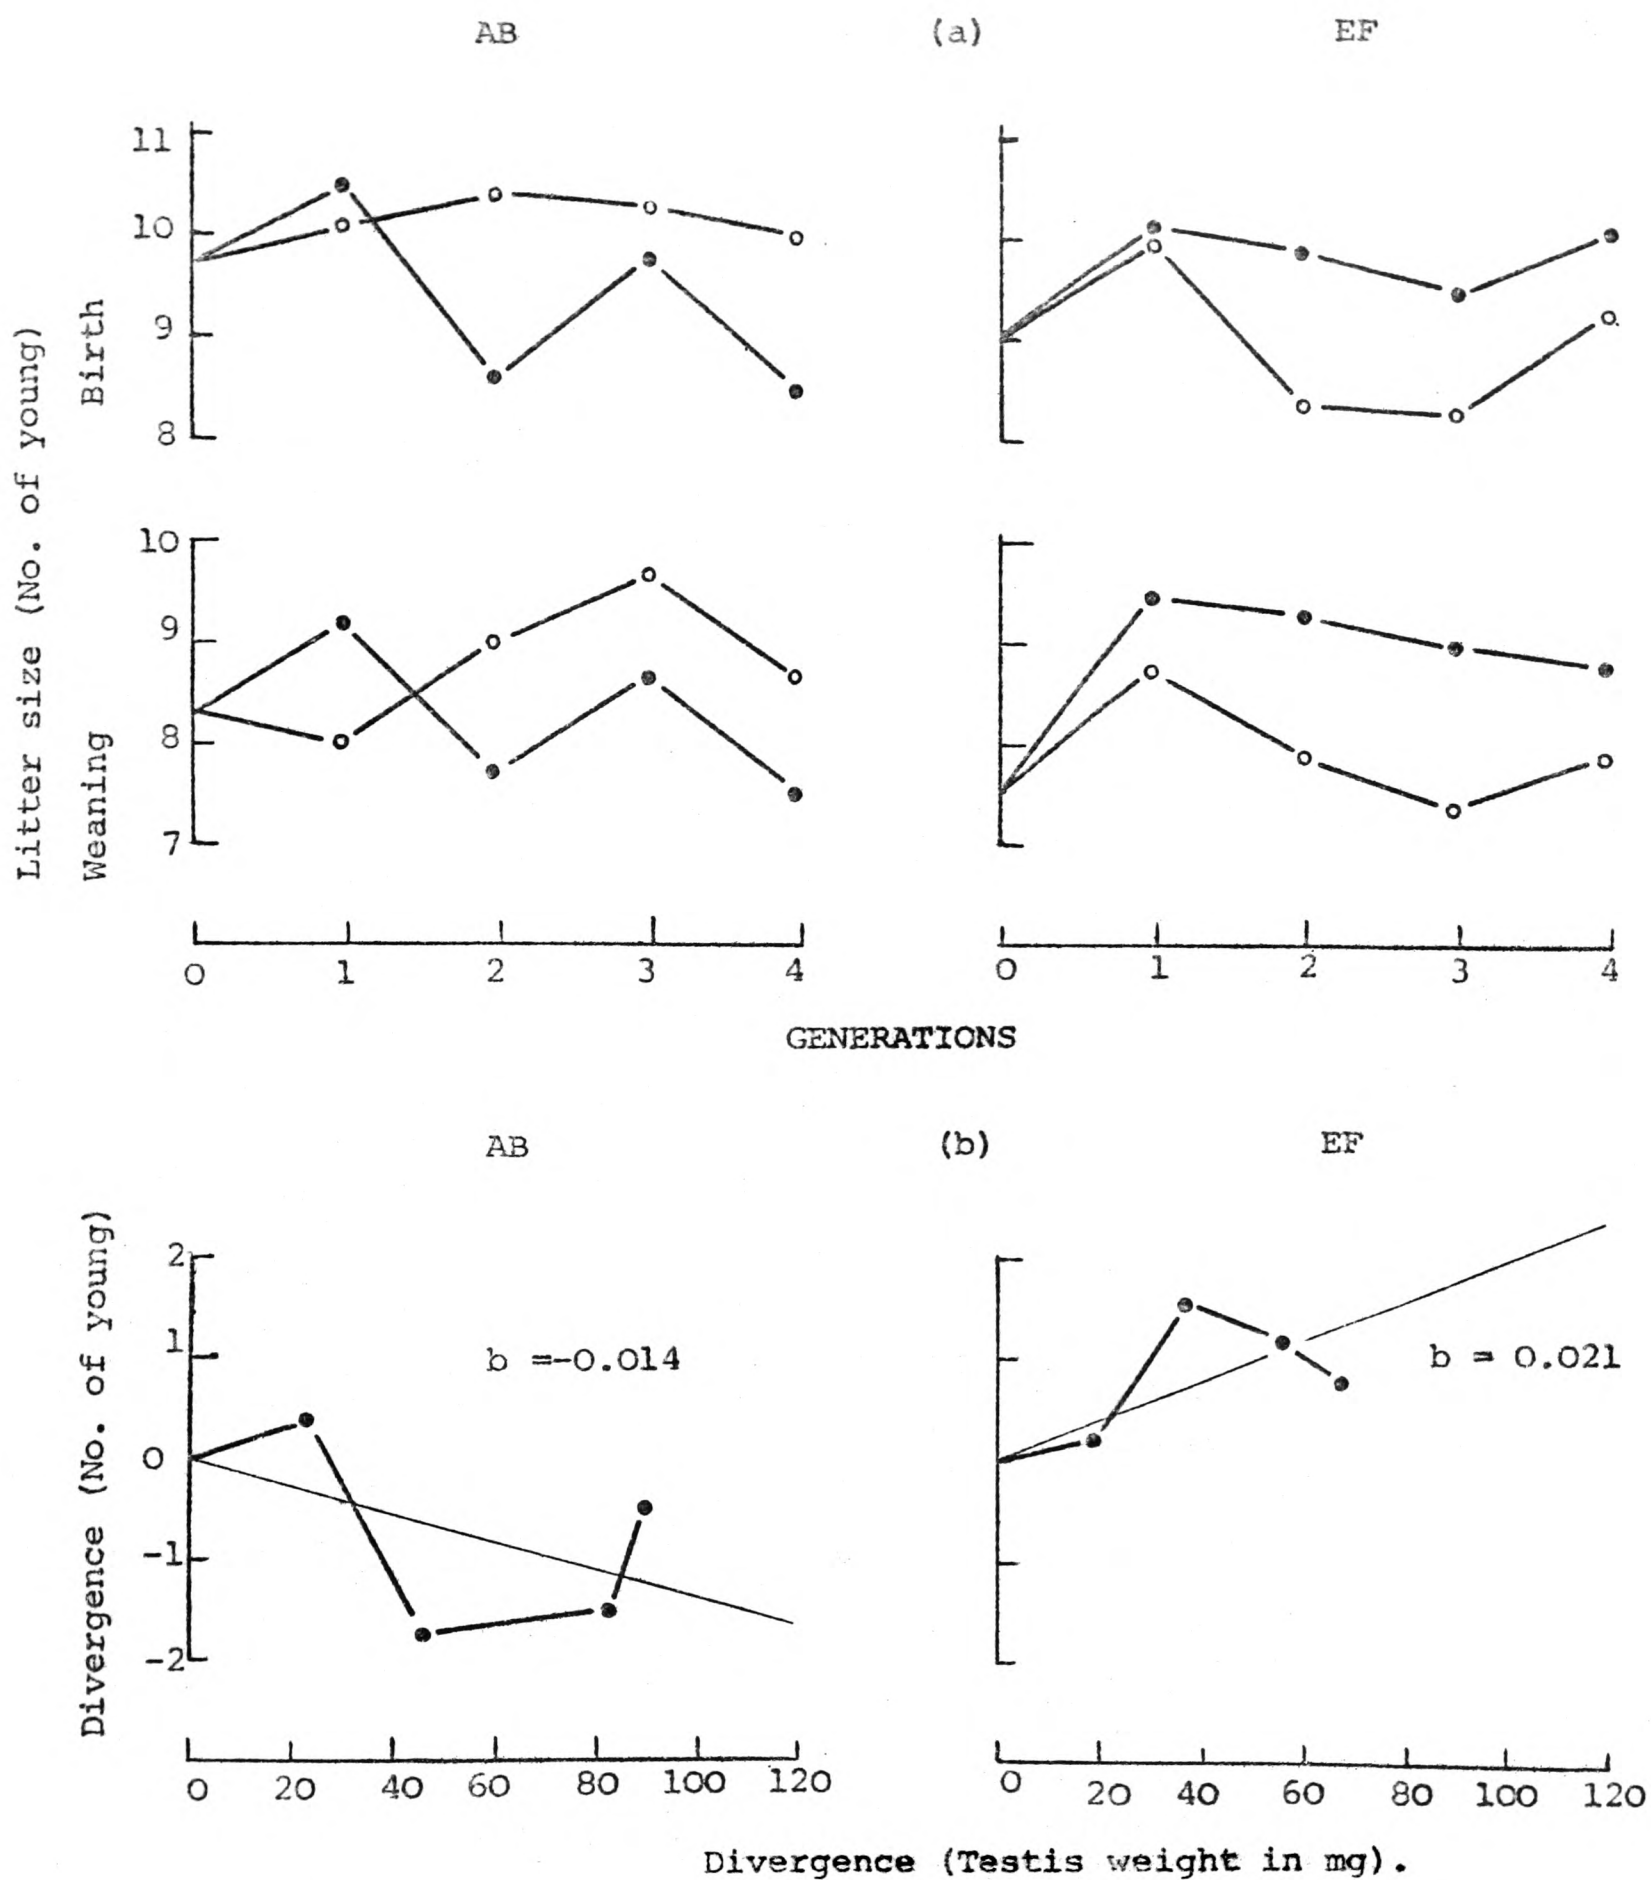 AB (a) EF
11
10
9
8
Birth
10
9
8
7
Weaning
Litter size (No. of young)
0 1 2 3 4
0 1 2 3 4
GENERATIONS
AB (b) EF
2
1
0
-1
-2
Divergence (No. of young)
b =-0.014
b = 0.021
0 20 40 60 80 100 120
0 20 40 60 80 100 120
Divergence (Testis weight in mg).